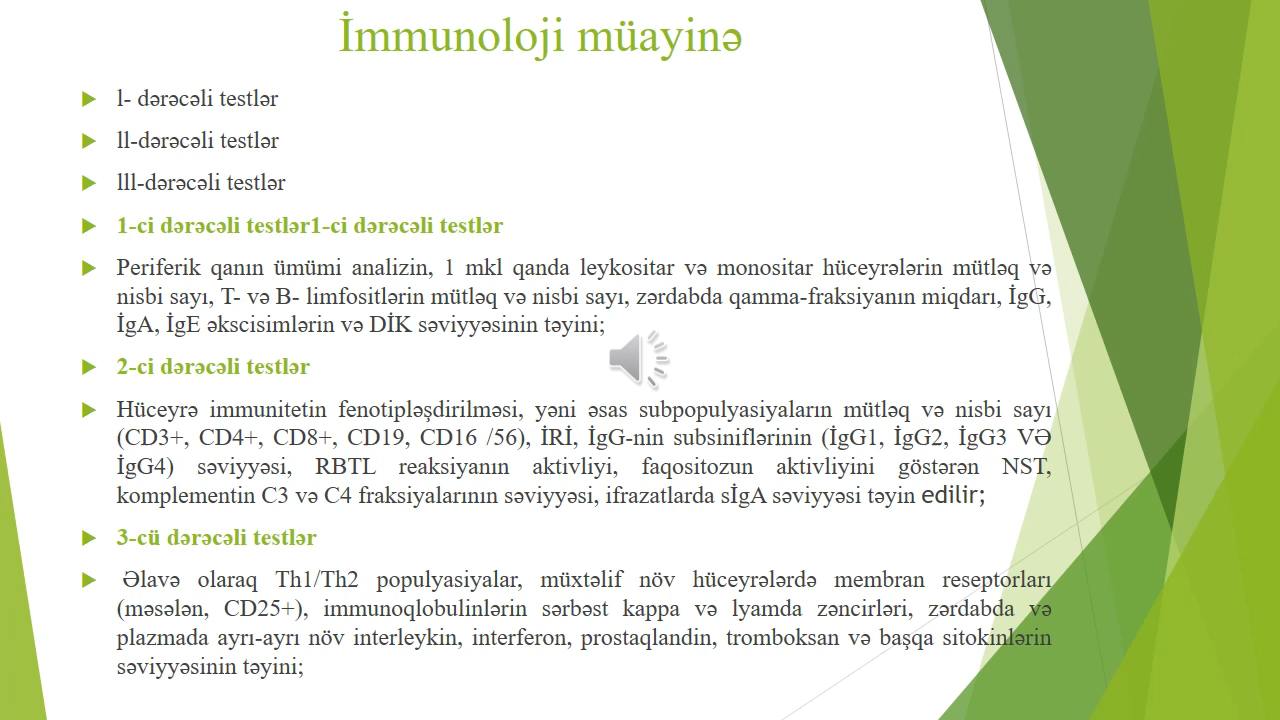 İmmunoloji müayinə
l- dərəcəli testlər
ll-dərəcəli testlər
lll-dərəcəli testlər
1-ci dərəcəli testlər1-ci dərəcəli testlər
Periferik qanın ümümi analizin, 1 mkl qanda leykositar və monositar hüceyrələrin mütləq və
nisbi sayı, T- və B- limfositlərin mütləq və nisbi sayı, zərdabda qamma-fraksiyanın miqdarı, İgG,
İgA, İgE əkscisimlərin və DİK səviyyəsinin təyini;
2-ci dərəcəli testlər
Hüceyrə immunitetin fenotipləşdirilməsi, yəni əsas subpopulyasiyaların mütləq və nisbi sayı
(CD3+, CD4+, CD8+, CD19, CD16 /56), İRİ, İgG-nin subsiniflərinin (İgG1, İgG2, İgG3 VƏ
İgG4) səviyyəsi, RBTL reaksiyanın aktivliyi, faqositozun aktivliyini göstərən NST,
komplementin C3 və C4 fraksiyalarının səviyyəsi, ifrazatlarda sİgA səviyyəsi təyin edilir;
3-cü dərəcəli testlər
Əlavə olaraq Th1/Th2 populyasiyalar, müxtəlif növ hüceyrələrdə membran reseptorları
(məsələn, CD25+), immunoqlobulinlərin sərbəst kappa və lyamda zəncirləri, zərdabda və
plazmada ayrı-ayrı növ interleykin, interferon, prostaqlandin, tromboksan və başqa sitokinlərin
səviyyəsinin təyini;